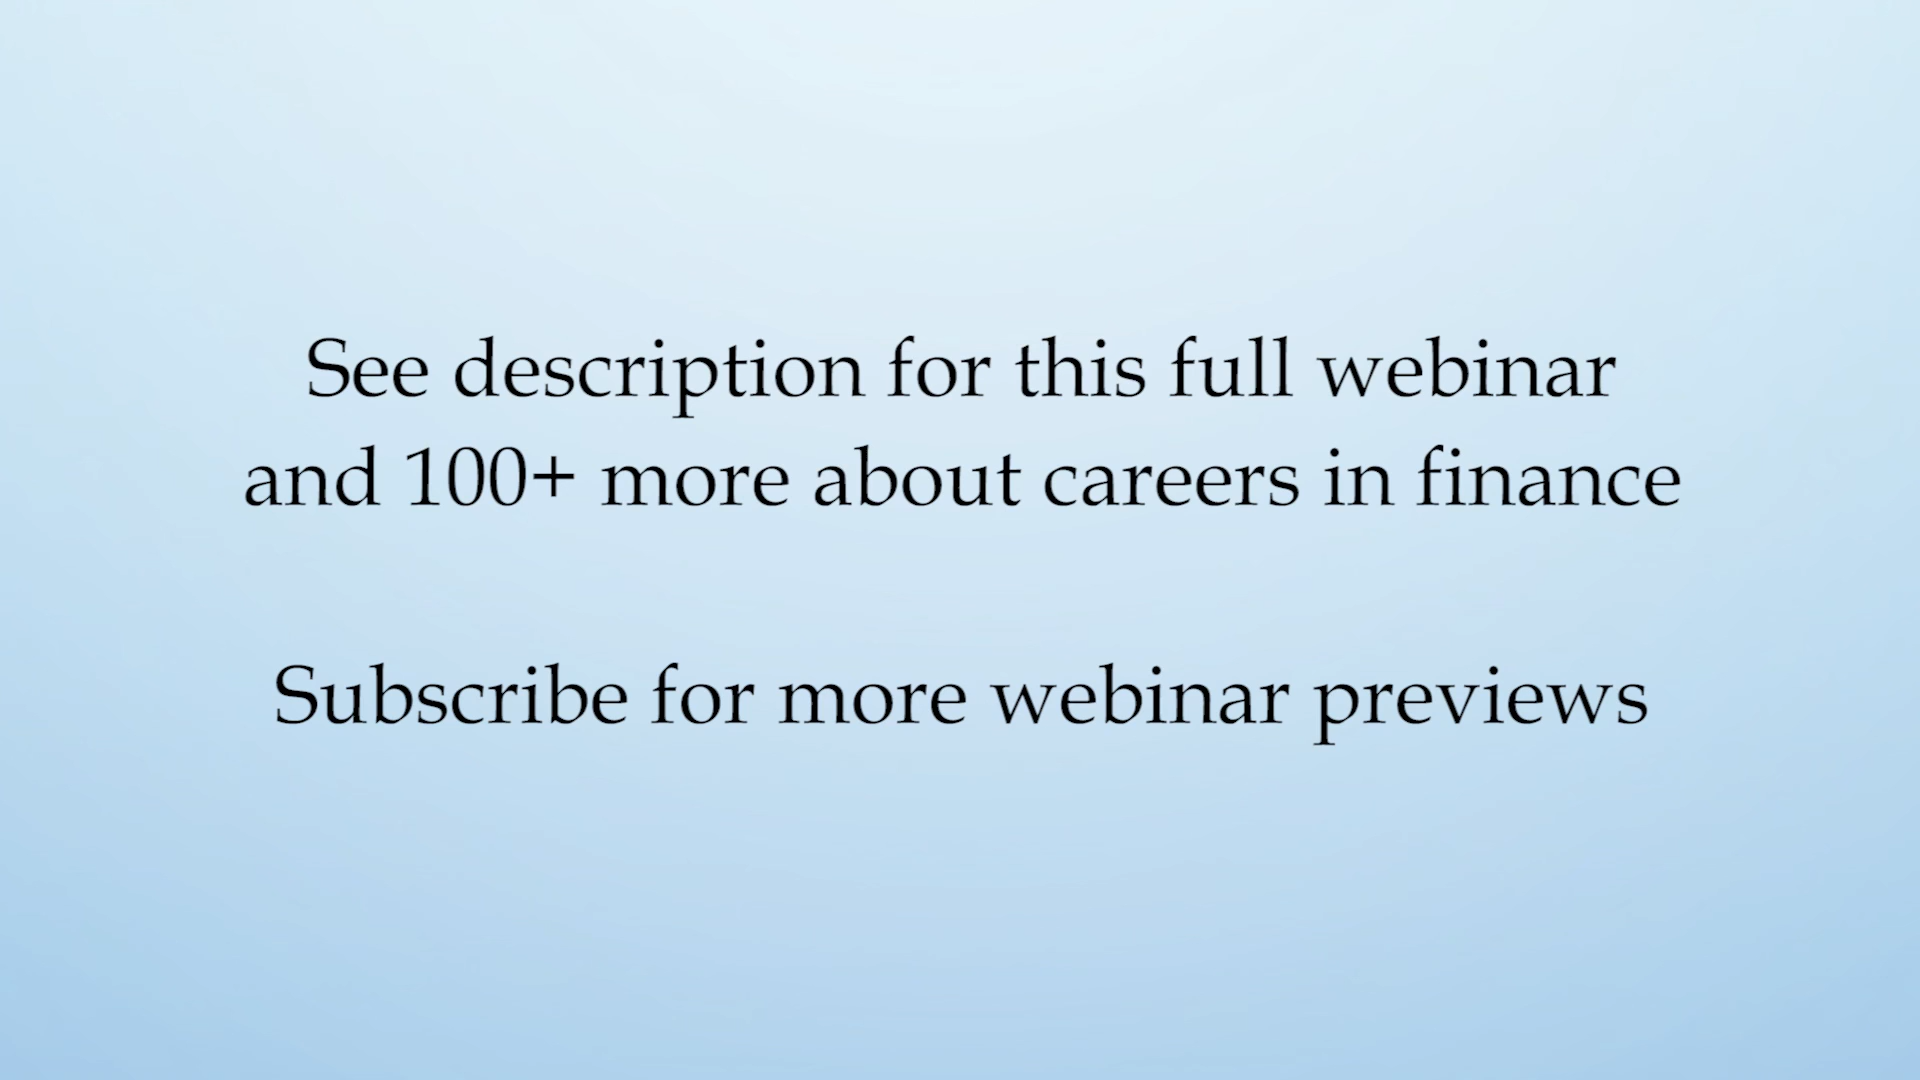 See description for this full webinar
and 100+ more about careers in finance
Subscribe for more webinar previews